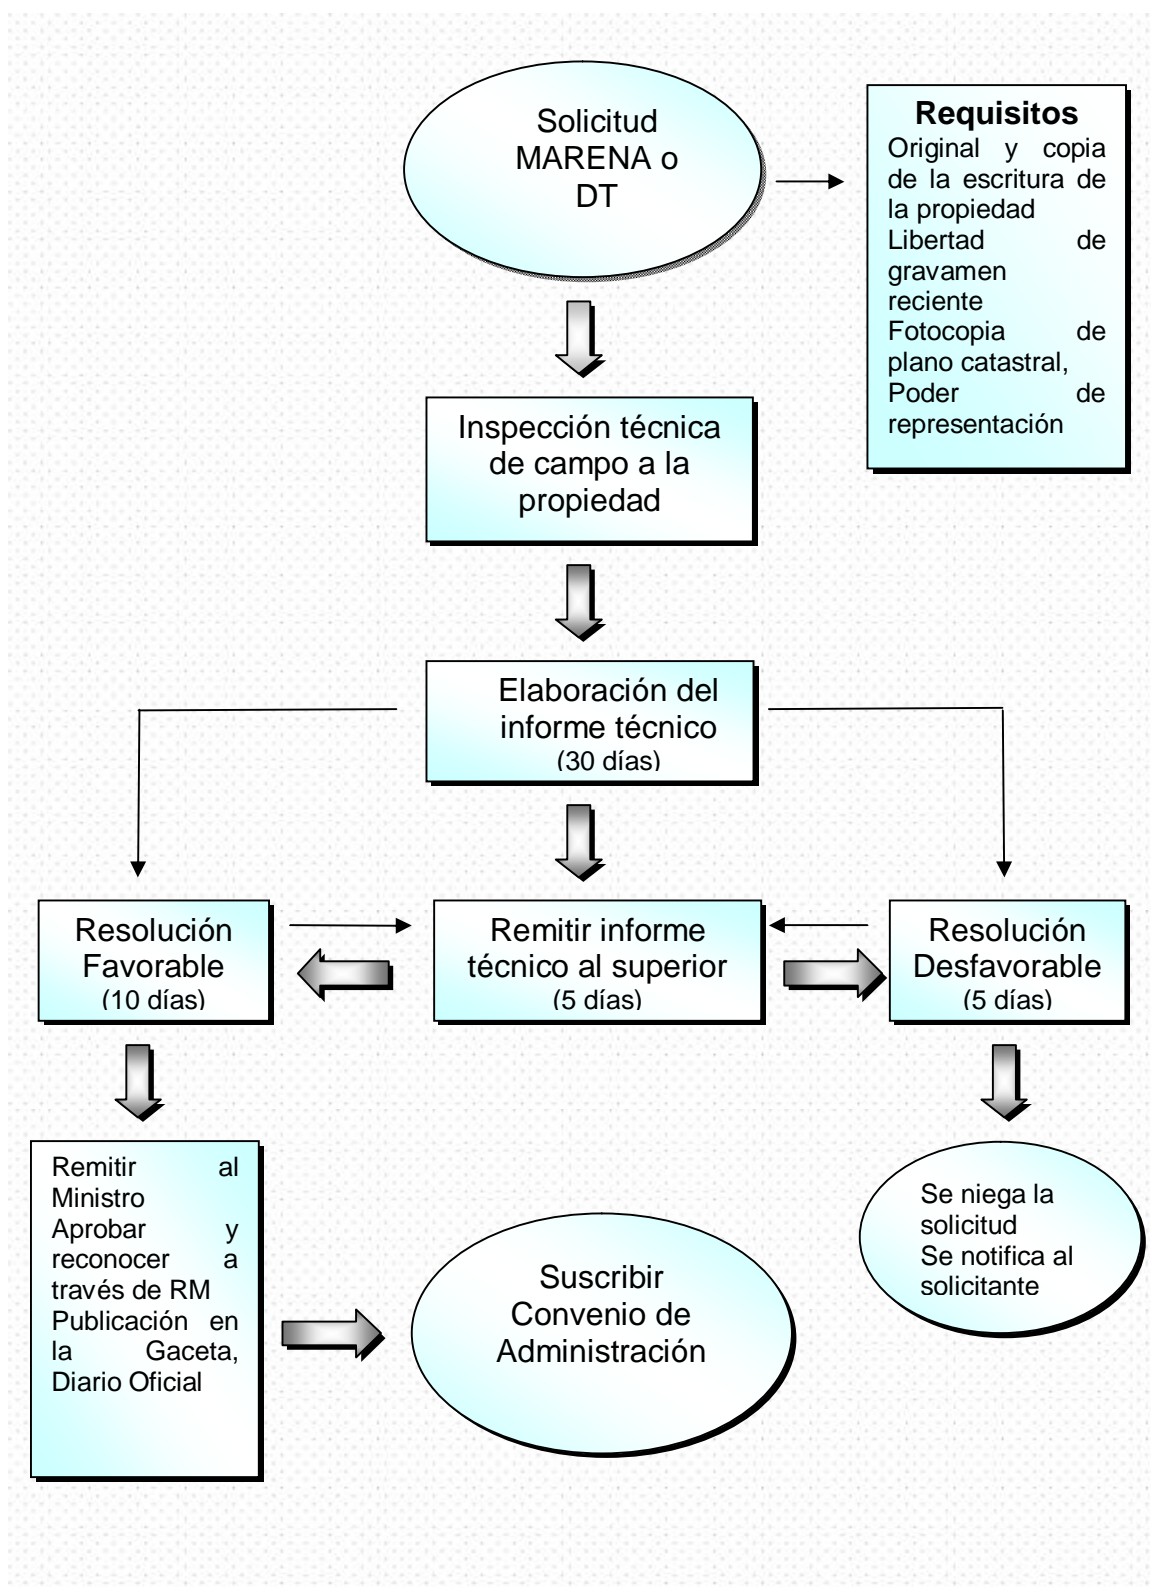 Solicitud
MARENA o
DT
Requisitos
Original y copia
de la escritura de
la propiedad
Libertad de
gravamen
reciente
Fotocopia de
plano catastral,
Poder de
representación
Inspección técnica
de campo a la
propiedad
Elaboración del
informe técnico
(30 días)
Resolución
Favorable
(10 días)
Remitir informe
técnico al superior
(5 días)
Resolución
Desfavorable
(5 días)
Remitir al
Ministro
Aprobar y
reconocer a
través de RM
Publicación en
la Gaceta,
Diario Oficial
Suscribir
Convenio de
Administración
Se niega la
solicitud
Se notifica al
solicitante